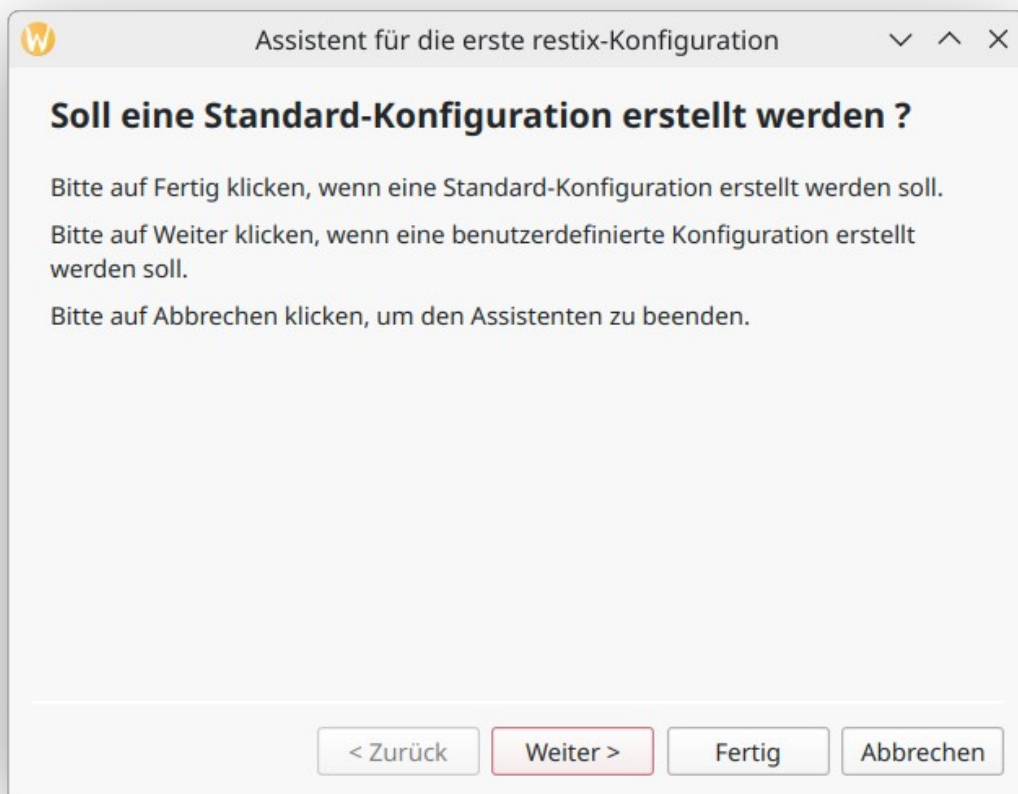 Assistent für die erste restix-Konfiguration
Soll eine Standard-Konfiguration erstellt werden ?
Bitte auf Fertig klicken, wenn eine Standard-Konfiguration erstellt werden soll.
Bitte auf Weiter klicken, wenn eine benutzerdefinierte Konfiguration erstellt
werden soll.
Bitte auf Abbrechen klicken, um den Assistenten zu beenden.
< Zurück Weiter > Fertig Abbrechen